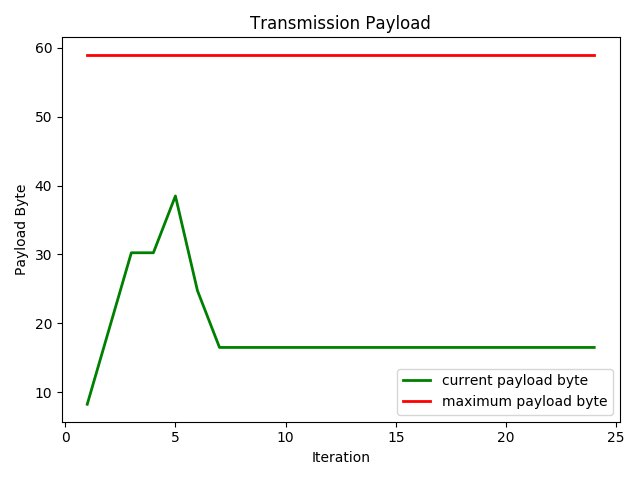 Transmission Payload
60
50
40
30
20
10
Payload Byte
current payload byte
maximum payload byte
0 5 10 15 20 25
Iteration